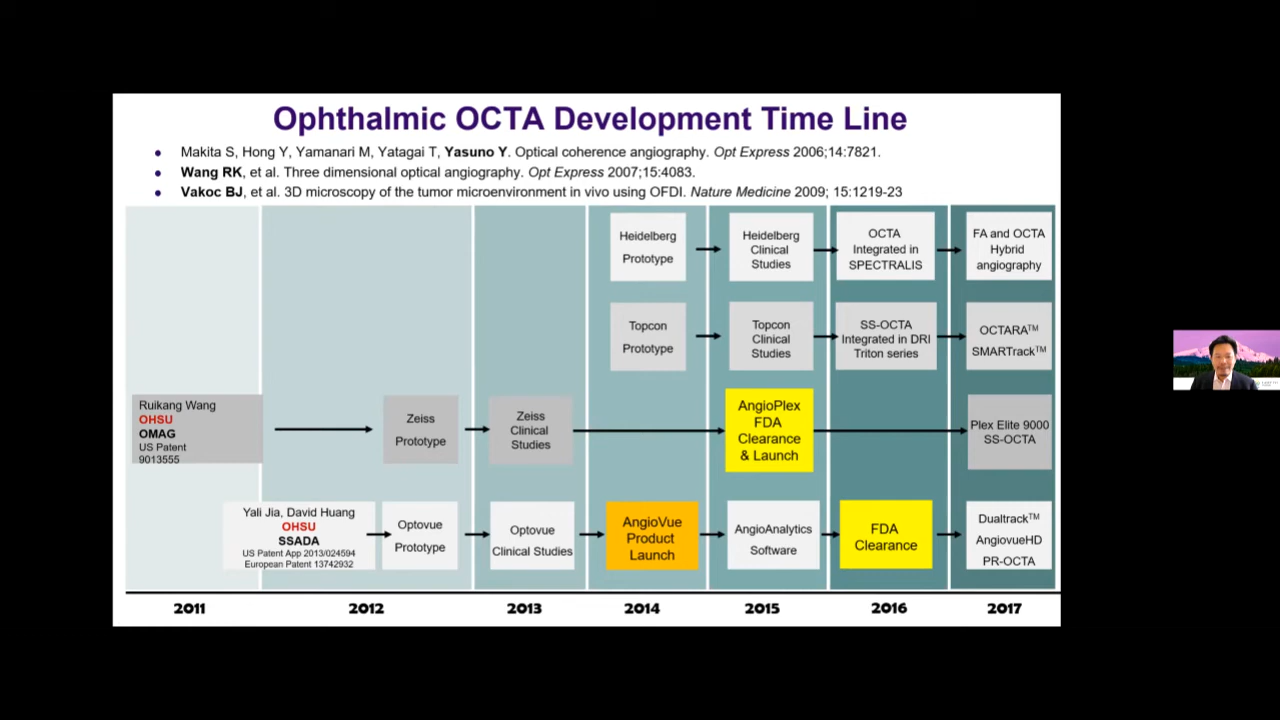 Ophthalmic OCTA Development Time Line
• Makita S, Hong Y, Yamanari M, Yatagai T, Yasuno Y. Optical coherence angiography. Opt Express 2006;14:7821.
• Wang RK, et al. Three dimensional optical angiography. Opt Express 2007;15:4083.
• Vakoc BJ, et al. 3D microscopy of the tumor microenvironment in vivo using OFDI. Nature Medicine 2009; 15:1219-23
Heidelberg
Prototype
Heidelberg
Clinical
Studies
OCTA
Integrated in
SPECTRALIS
FA and OCTA
Hybrid
angiography
Topcon
Prototype
Topcon
Clinical
Studies
SS-OCTA
Integrated in DRI
Triton series
OCTARA™
SMARTrack™
Ruikang Wang
OHSU
OMAG
US Patent
9013555
Zeiss
Prototype
Zeiss
Clinical
Studies
AngioPlex
FDA
Clearance
& Launch
Plex Elite 9000
SS-OCTA
Yali Jia, David Huang
OHSU
SSADA
US Patent App 2013/024594
European Patent 13742932
Optovue
Prototype
Optovue
Clinical Studies
AngioVue
Product
Launch
AngioAnalytics
Software
FDA
Clearance
Dualtrack™
AngiovueHD
PR-OCTA
2011
2012
2013
2014
2015
2016
2017